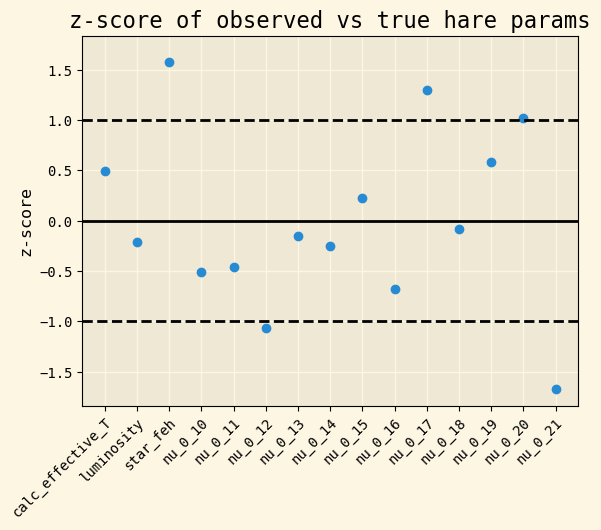 z-score of observed vs true hare params
z-score
1.5
1.0
0.5
0.0
−0.5
−1.0
−1.5
calc_effective_T
luminosity
star_feh
nu_0_10
nu_0_11
nu_0_12
nu_0_13
nu_0_14
nu_0_15
nu_0_16
nu_0_17
nu_0_18
nu_0_19
nu_0_20
nu_0_21